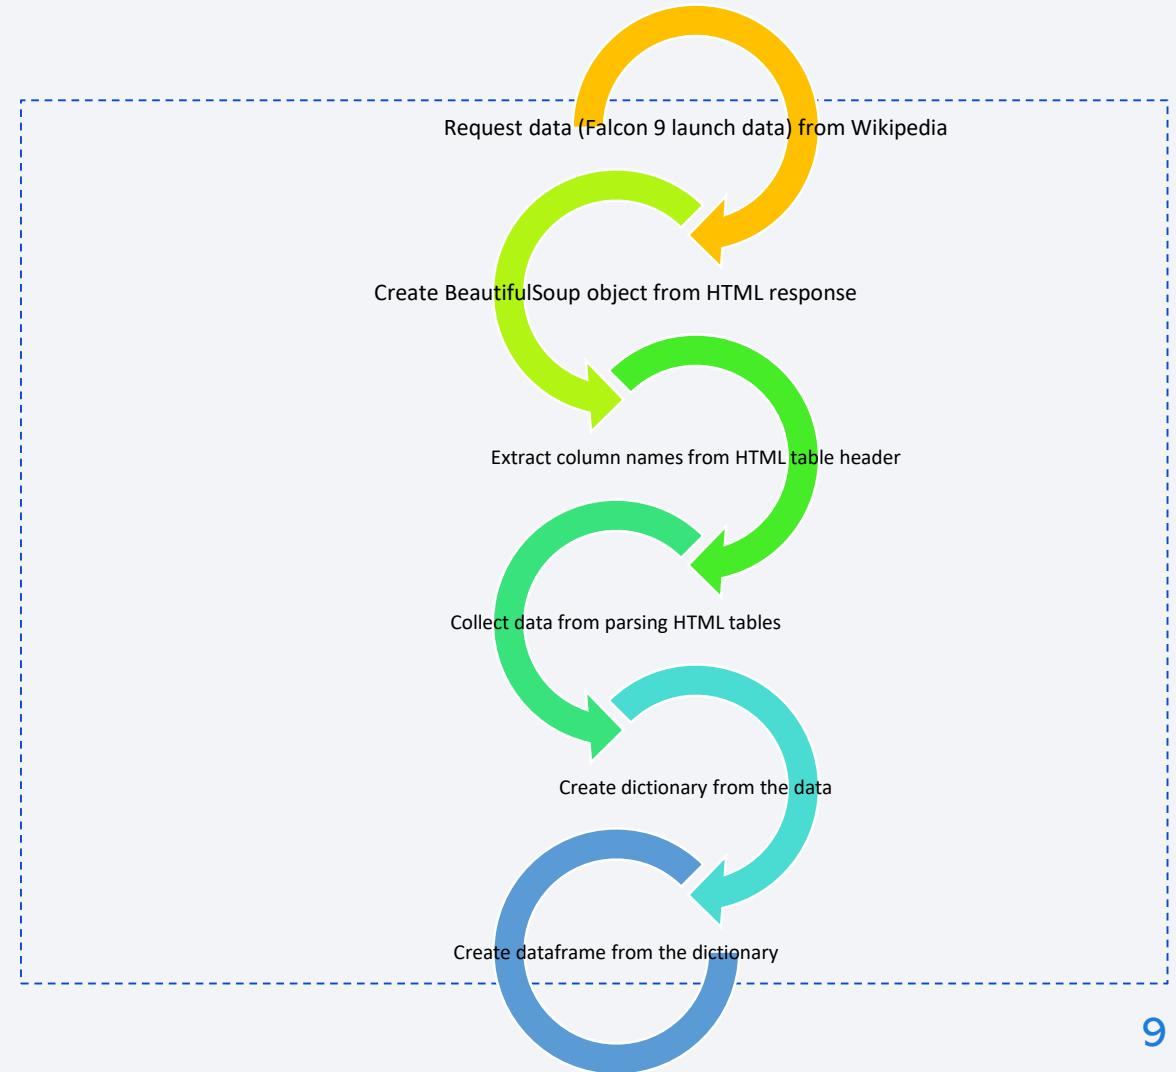 Request data (Falcon 9 launch data) from Wikipedia
Create BeautifulSoup object from HTML response
Extract column names from HTML table header
Collect data from parsing HTML tables
Create dictionary from the data
Create dataframe from the dictionary
9